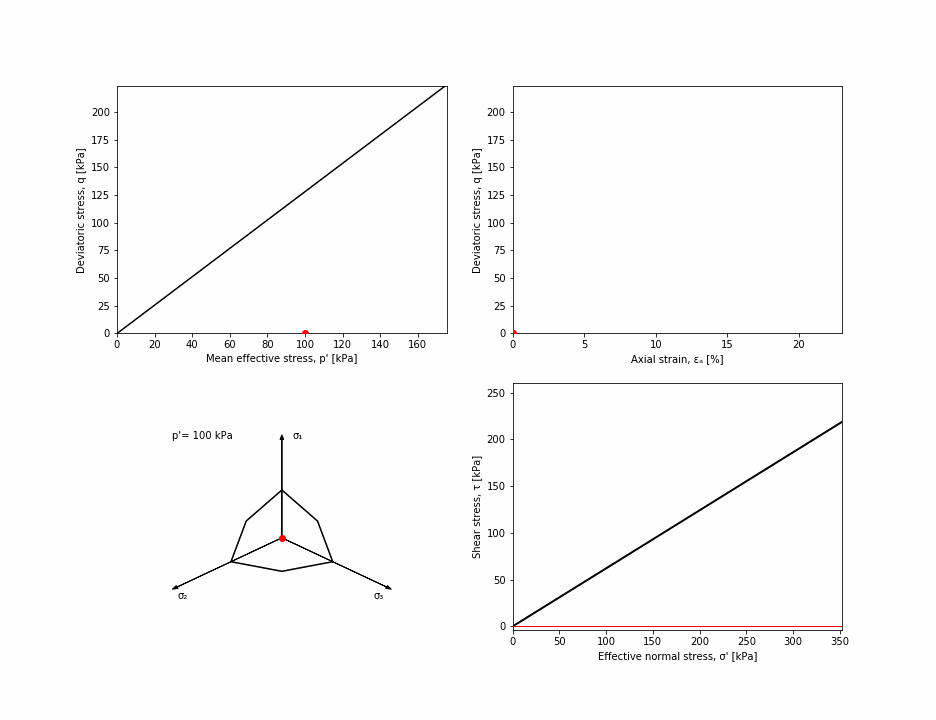 200
175
150
125
100
75
50
25
0
Deviatoric stress, q [kPa]
0 20 40 60 80 100 120 140 160
Mean effective stress, p' [kPa]
200
175
150
125
100
75
50
25
0
Deviatoric stress, q [kPa]
0 5 10 15 20
Axial strain, εₐ [%]
p'= 100 kPa
σ₁
σ₂
σ₃
250
200
150
100
50
0
Shear stress, τ [kPa]
0 50 100 150 200 250 300 350
Effective normal stress, σ' [kPa]